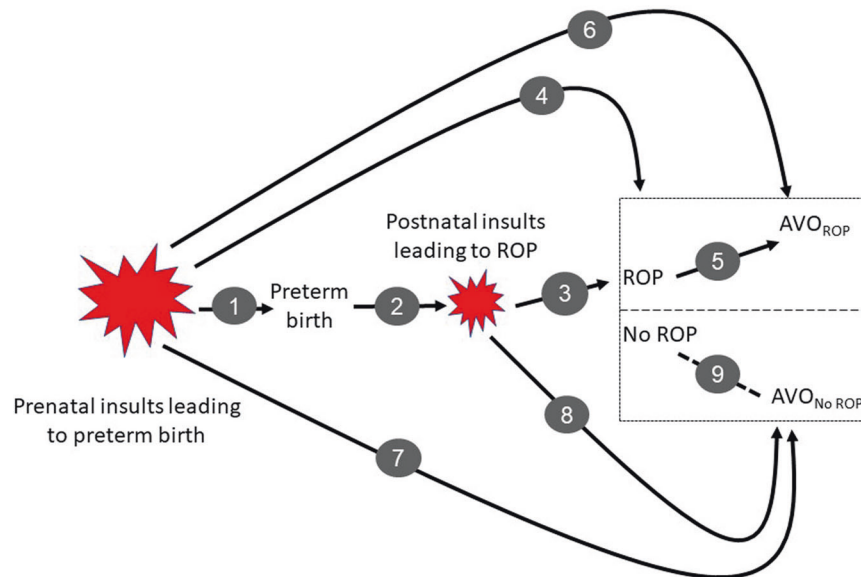 6
4
Postnatal insults
leading to ROP
AVO_ROP
5
ROP
1
Preterm
birth
2
3
No ROP
9
AVO_No ROP
Prenatal insults leading
to preterm birth
8
7